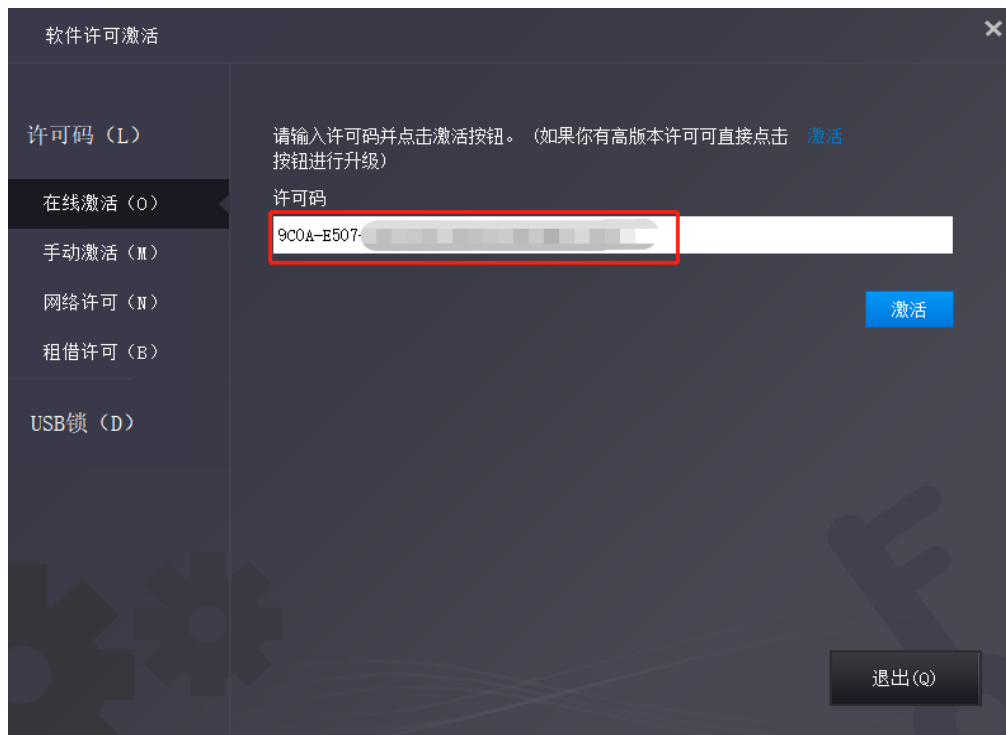 软件许可激活
许可码（L）
在线激活（O）
手动激活（M）
网络许可（N）
租借许可（B）
USB锁（D）
请输入许可码并点击激活按钮。（如果你有高版本许可可直接点击 激活
按钮进行升级）
许可码
9C0A-E507-
激活
退出(Q)